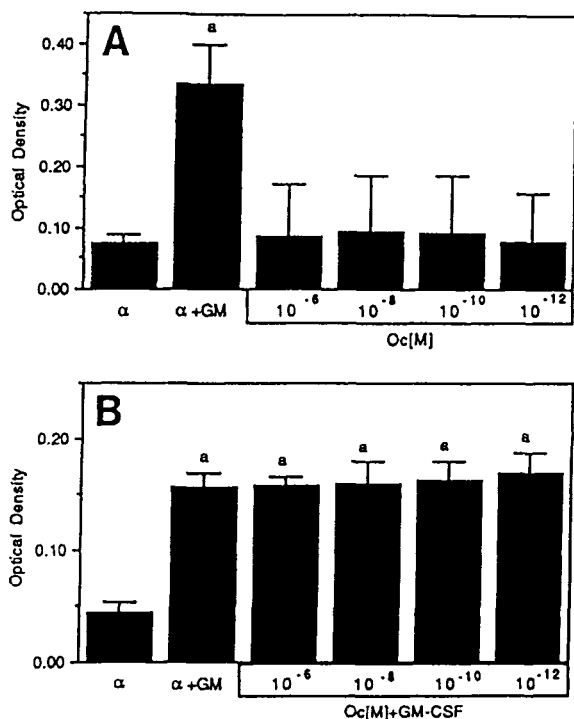 A
a
0.40
0.30
0.20
0.10
0.00
Optical Density
α α+GM 10⁻⁶ 10⁻⁸ 10⁻¹⁰ 10⁻¹²
Oc[M]
B
a a a a a
0.20
0.10
0.00
Optical Density
α α+GM 10⁻⁶ 10⁻⁸ 10⁻¹⁰ 10⁻¹²
Oc[M]+GM-CSF